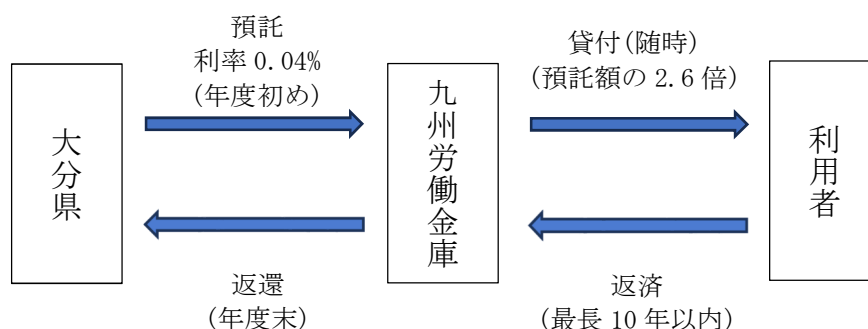 預託
利率 0.04%
(年度初め)
貸付(随時)
(預託額の 2.6 倍)
大分県
九州労働金庫
利用者
返還
(年度末)
返済
(最長 10 年以内)